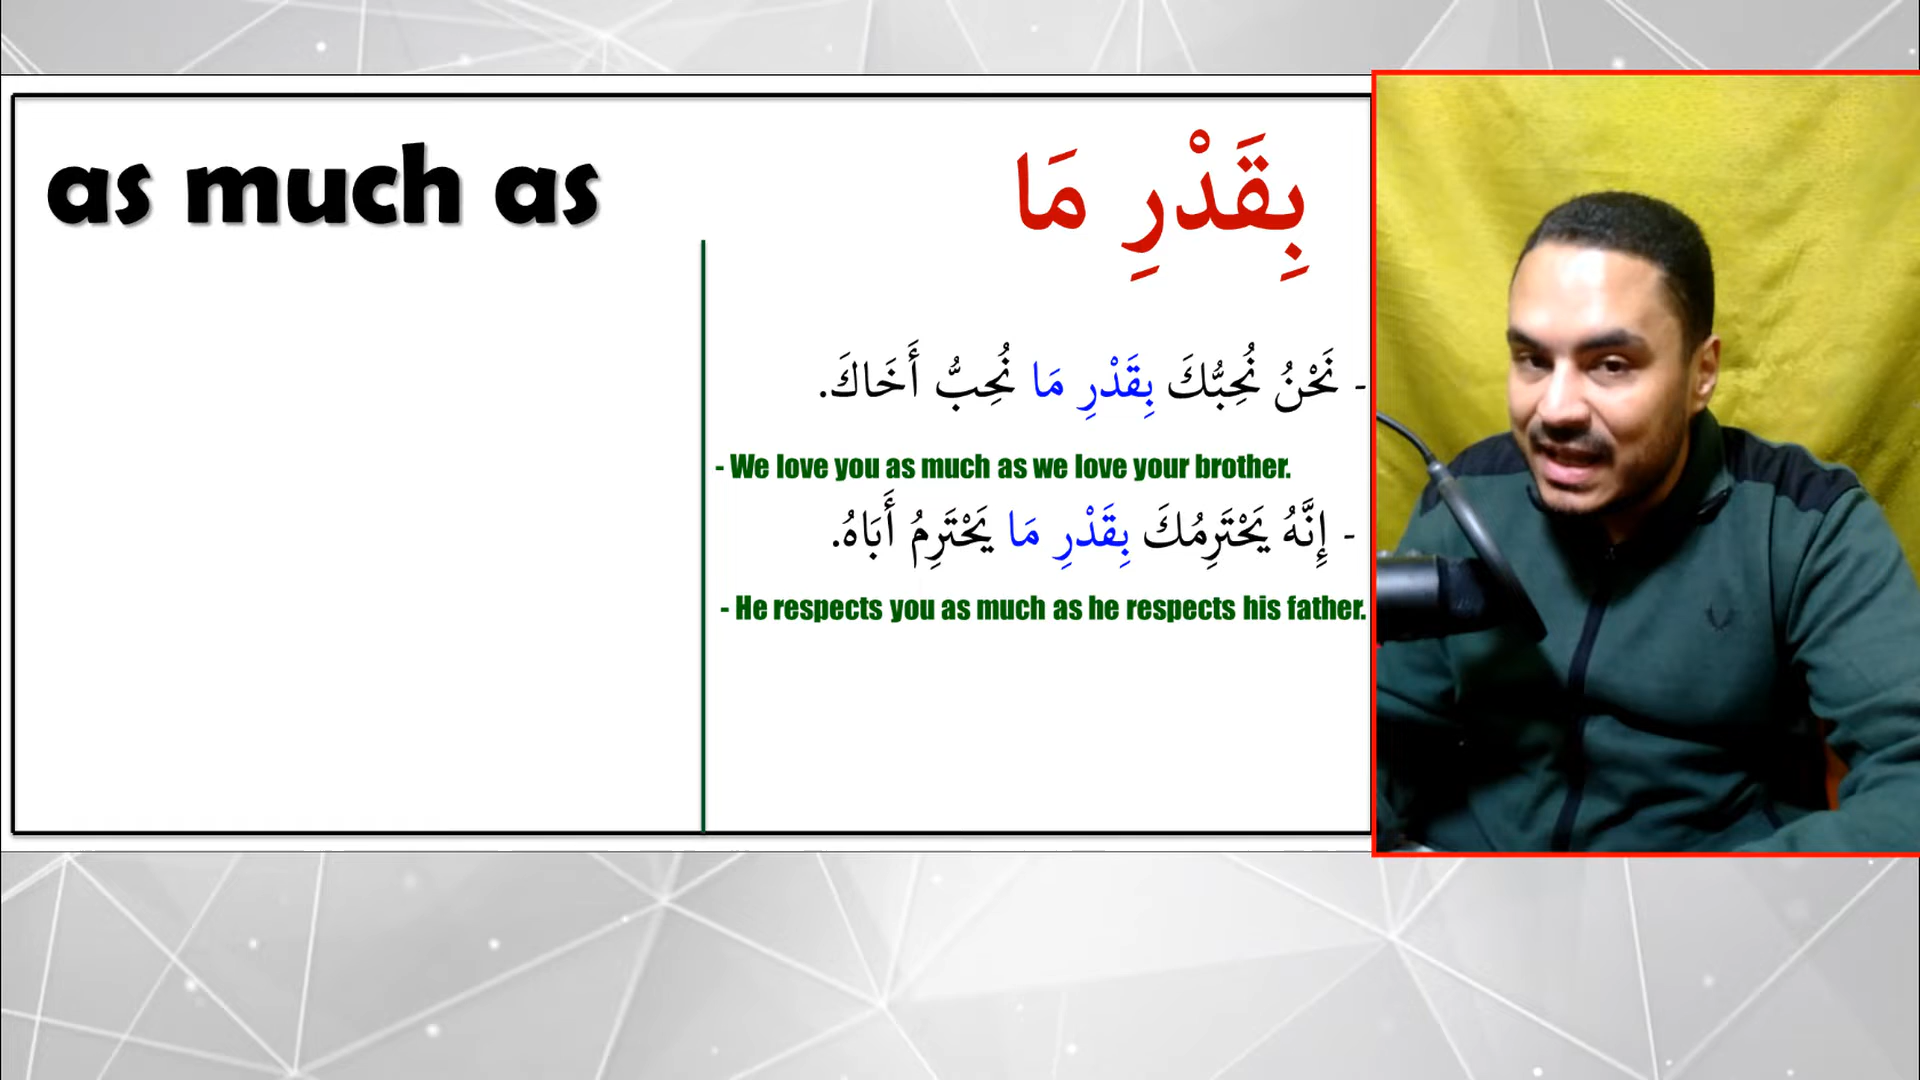 as much as
بِقَدْرِ مَا
- نَحْنُ نُحِبُّكَ بِقَدْرِ مَا نُحِبُّ أَخَاكَ.
- We love you as much as we love your brother.
- إِنَّهُ يَحْتَرِمُكَ بِقَدْرِ مَا يَحْتَرِمُ أَبَاهُ.
- He respects you as much as he respects his father.